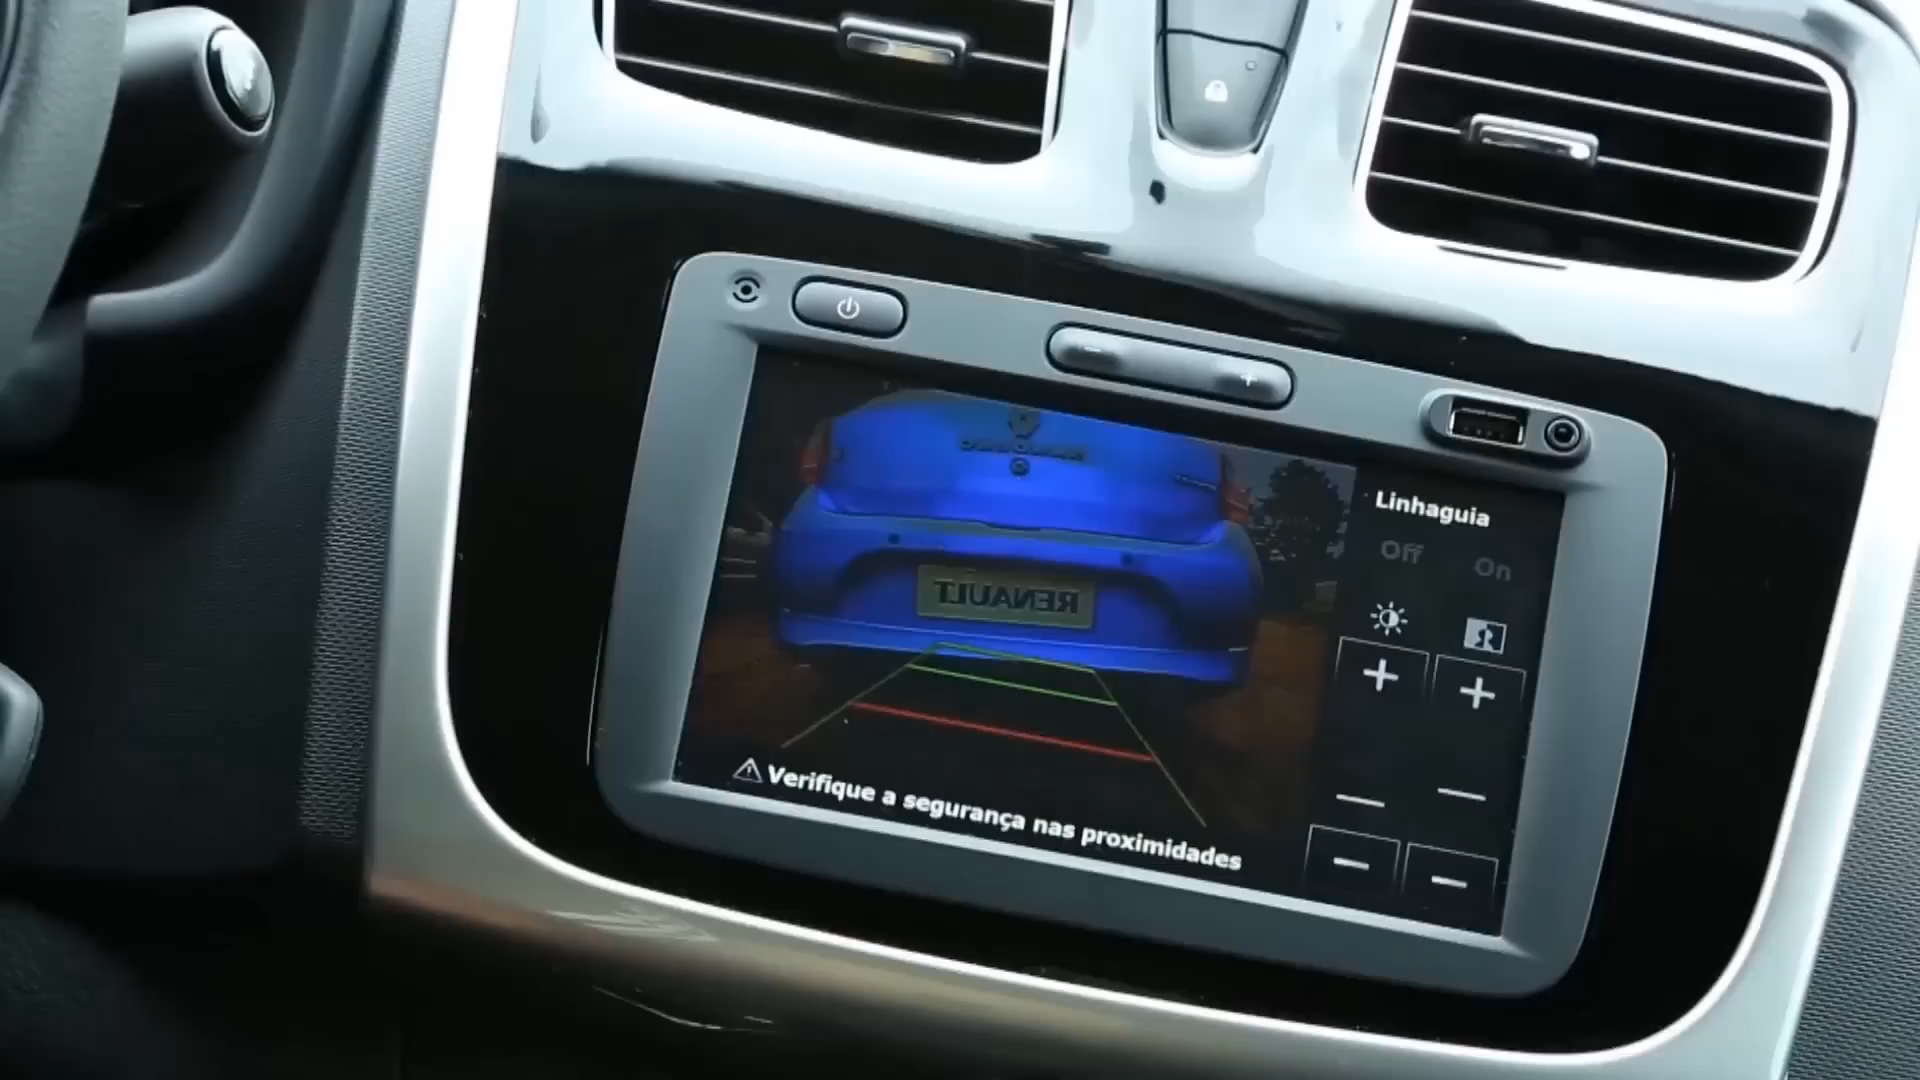 Linhaguia
Off On
RENAULT
Verifique a segurança nas proximidades